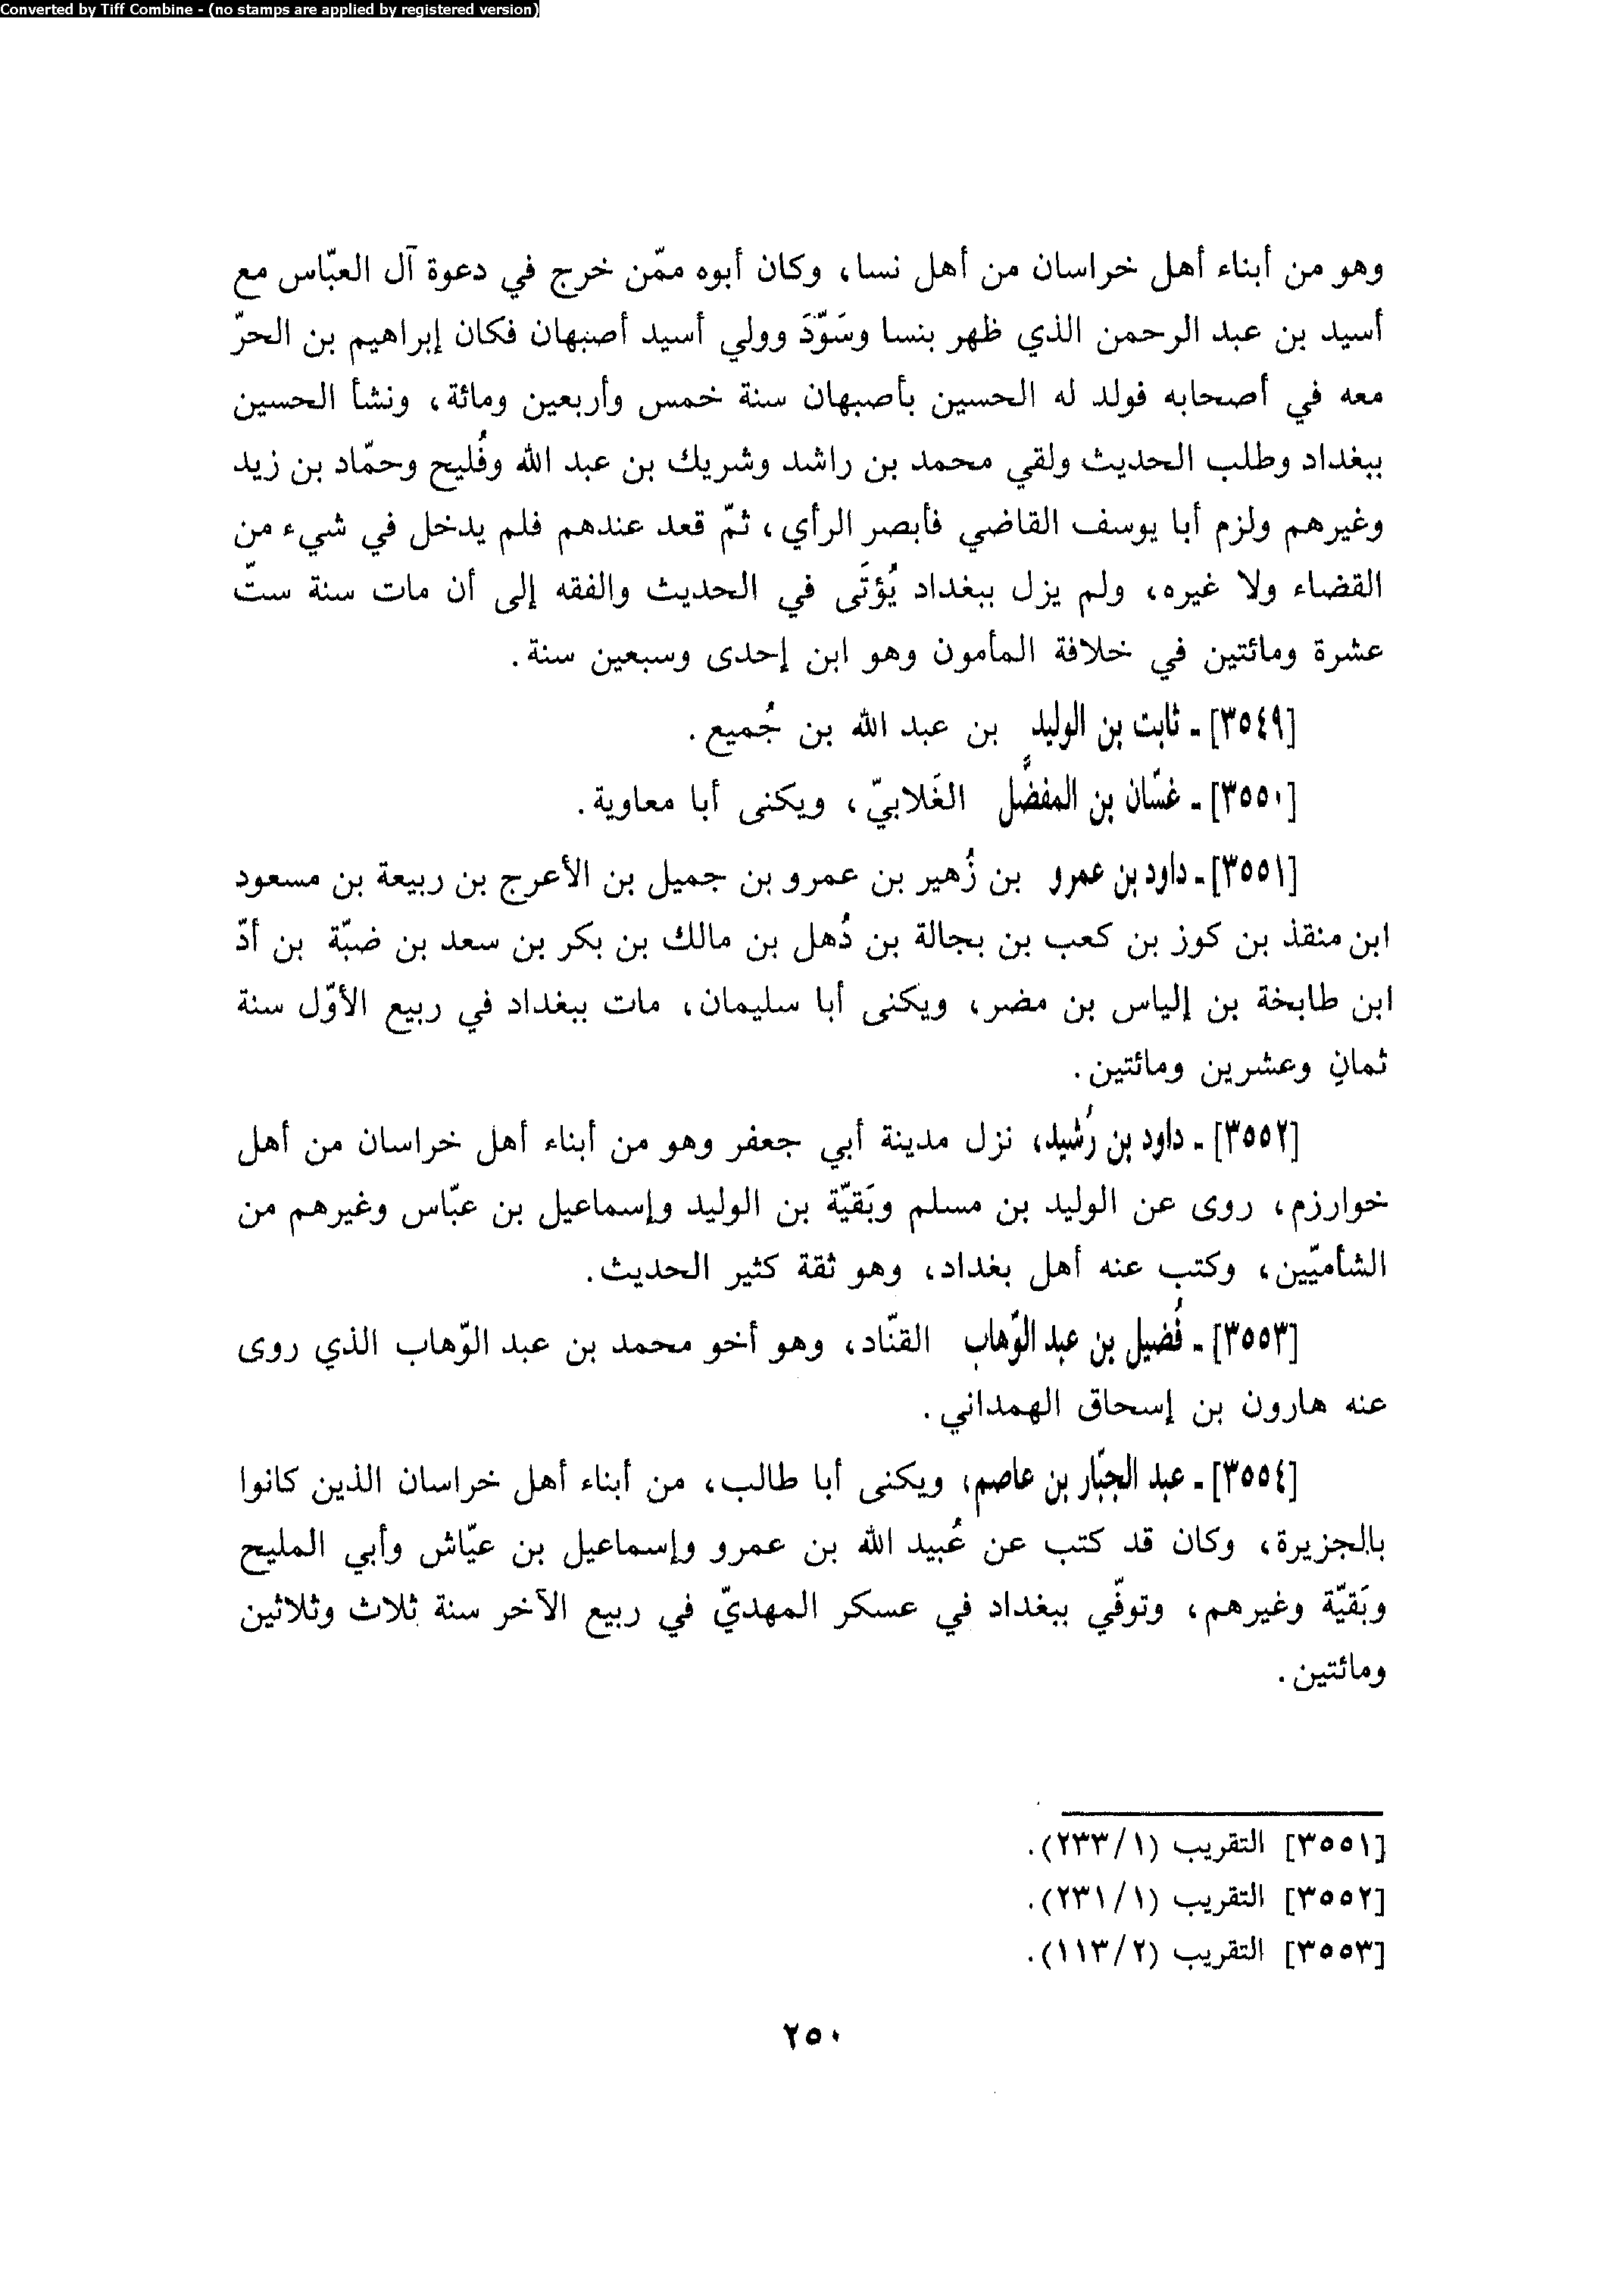 Converted by Tiff Combine - (no stamps are applied by registered version)
وهو من أبناء أهل خراسان من أهل نسا، وكان أبوه ممّن خرج في دعوة آل العبّاس مع
أسيد بن عبد الرحمن الذي ظهر بنسا وسَوَّدَ وولي أسيد أصبهان فكان إبراهيم بن الحرّ
معه في أصحابه فولد له الحسين بأصبهان سنة خمس وأربعين ومائة، ونشأ الحسين
ببغداد وطلب الحديث ولقي محمد بن راشد وشريك بن عبد الله وفُليح وحمّاد بن زيد
وغيرهم ولزم أبا يوسف القاضي فأبصر الرأي، ثمّ قعد عندهم فلم يدخل في شيء من
القضاء ولا غيره، ولم يزل ببغداد يُؤتَى في الحديث والفقه إلى أن مات سنة ستّ
عشرة ومائتين في خلافة المأمون وهو ابن إحدى وسبعين سنة.
[٣٥٤٩] ـ ثابت بن الوليد بن عبد الله بن جُميع.
[٣٥٥٠] ـ غسّان بن المفضَّل الغَلابيّ، ويكنى أبا معاوية.
[٣٥٥١] ـ داود بن عمرو بن زُهير بن عمرو بن جميل بن الأعرج بن ربيعة بن مسعود
ابن منقذ بن كوز بن كعب بن بجالة بن ذُهل بن مالك بن بكر بن سعد بن ضبّة بن أدّ
ابن طابخة بن إلياس بن مضر، ويكنى أبا سليمان، مات ببغداد في ربيع الأوّل سنة
ثمانٍ وعشرين ومائتين.
[٣٥٥٢] ـ داود بن رُشيد، نزل مدينة أبي جعفر وهو من أبناء أهل خراسان من أهل
خوارزم، روى عن الوليد بن مسلم وبَقيّة بن الوليد وإسماعيل بن عبّاس وغيرهم من
الشأميّين، وكتب عنه أهل بغداد، وهو ثقة كثير الحديث.
[٣٥٥٣] ـ فُضيل بن عبد الوّهاب القنّاد، وهو أخو محمد بن عبد الوّهاب الذي روى
عنه هارون بن إسحاق الهمداني.
[٣٥٥٤] ـ عبد الجبّار بن عاصم، ويكنى أبا طالب، من أبناء أهل خراسان الذين كانوا
بالجزيرة، وكان قد كتب عن عُبيد الله بن عمرو وإسماعيل بن عيّاش وأبي المليح
وبَقيّة وغيرهم، وتوفّي ببغداد في عسكر المهديّ في ربيع الآخر سنة ثلاث وثلاثين
ومائتين.
[٣٥٥١] التقريب (٢٣٣/١).
[٣٥٥٢] التقريب (٢٣١/١).
[٣٥٥٣] التقريب (١١٣/٢).
٢٥٠